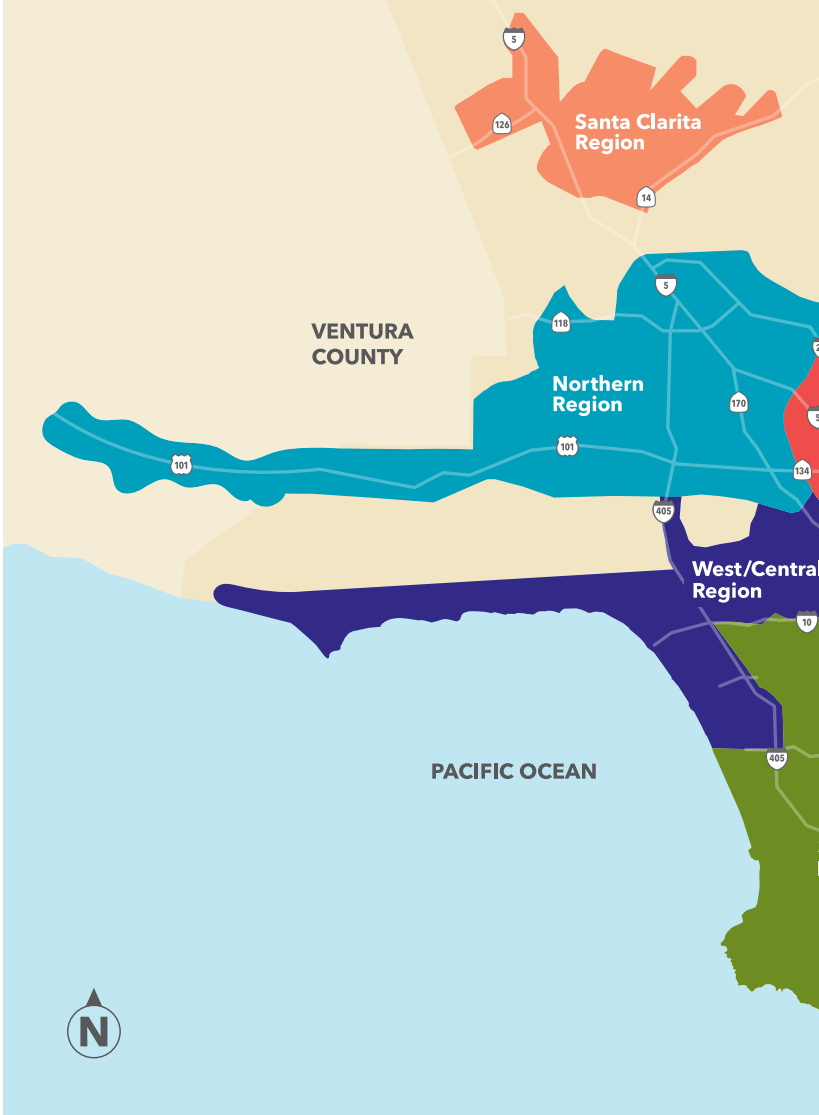 5
126
Santa Clarita
Region
14
5
118
VENTURA
COUNTY
Northern
Region
170
101
101
134
405
West/Central
Region
10
PACIFIC OCEAN
405
N